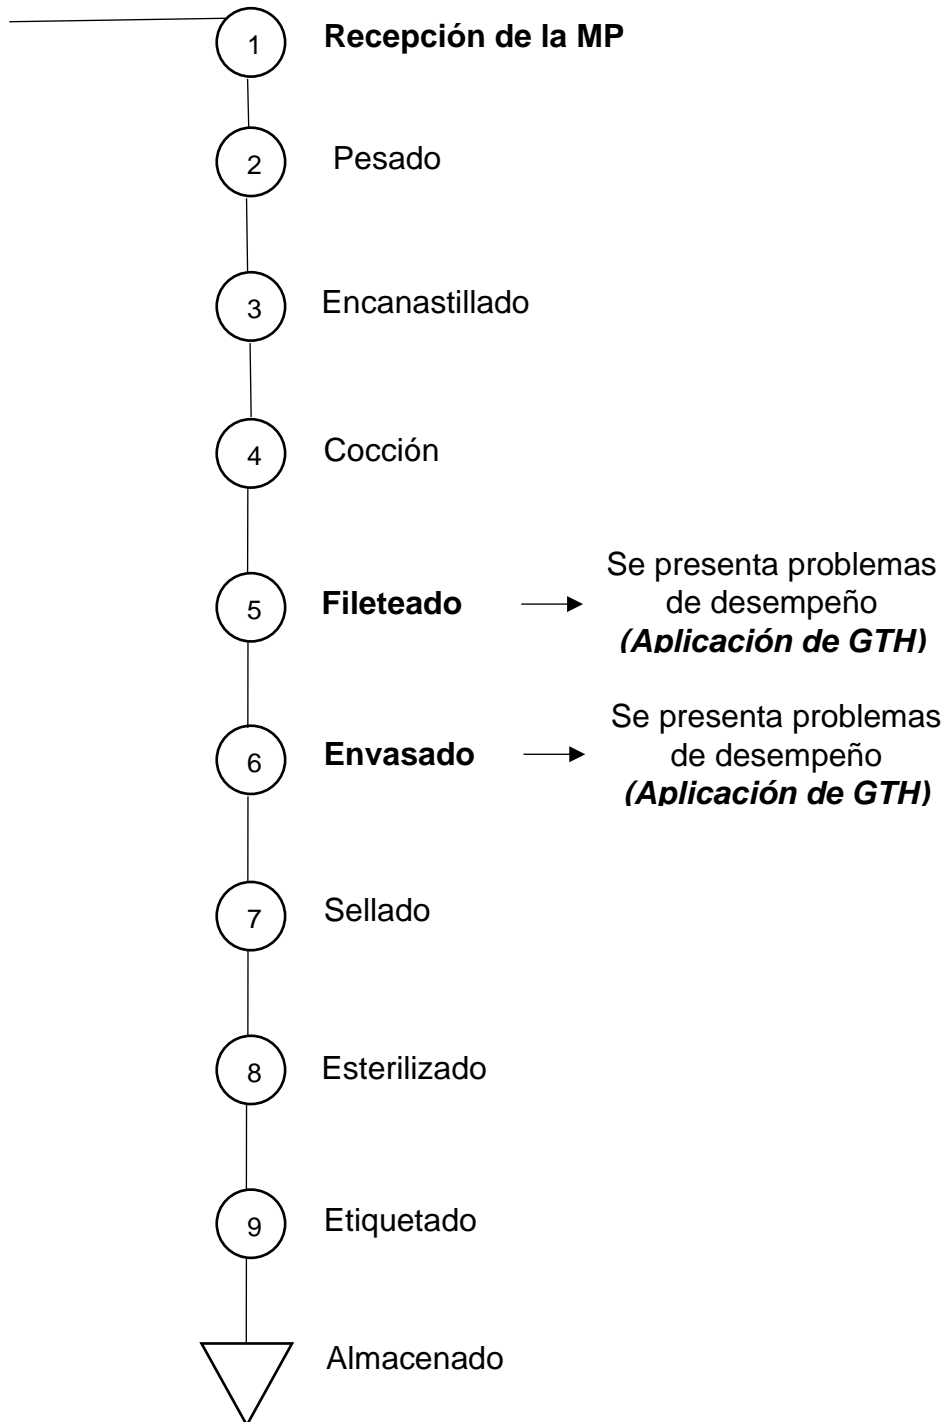 1 Recepción de la MP
2 Pesado
3 Encanastillado
4 Cocción
5 Fileteado
Se presenta problemas
de desempeño
(Aplicación de GTH)
6 Envasado
Se presenta problemas
de desempeño
(Aplicación de GTH)
7 Sellado
8 Esterilizado
9 Etiquetado
Almacenado